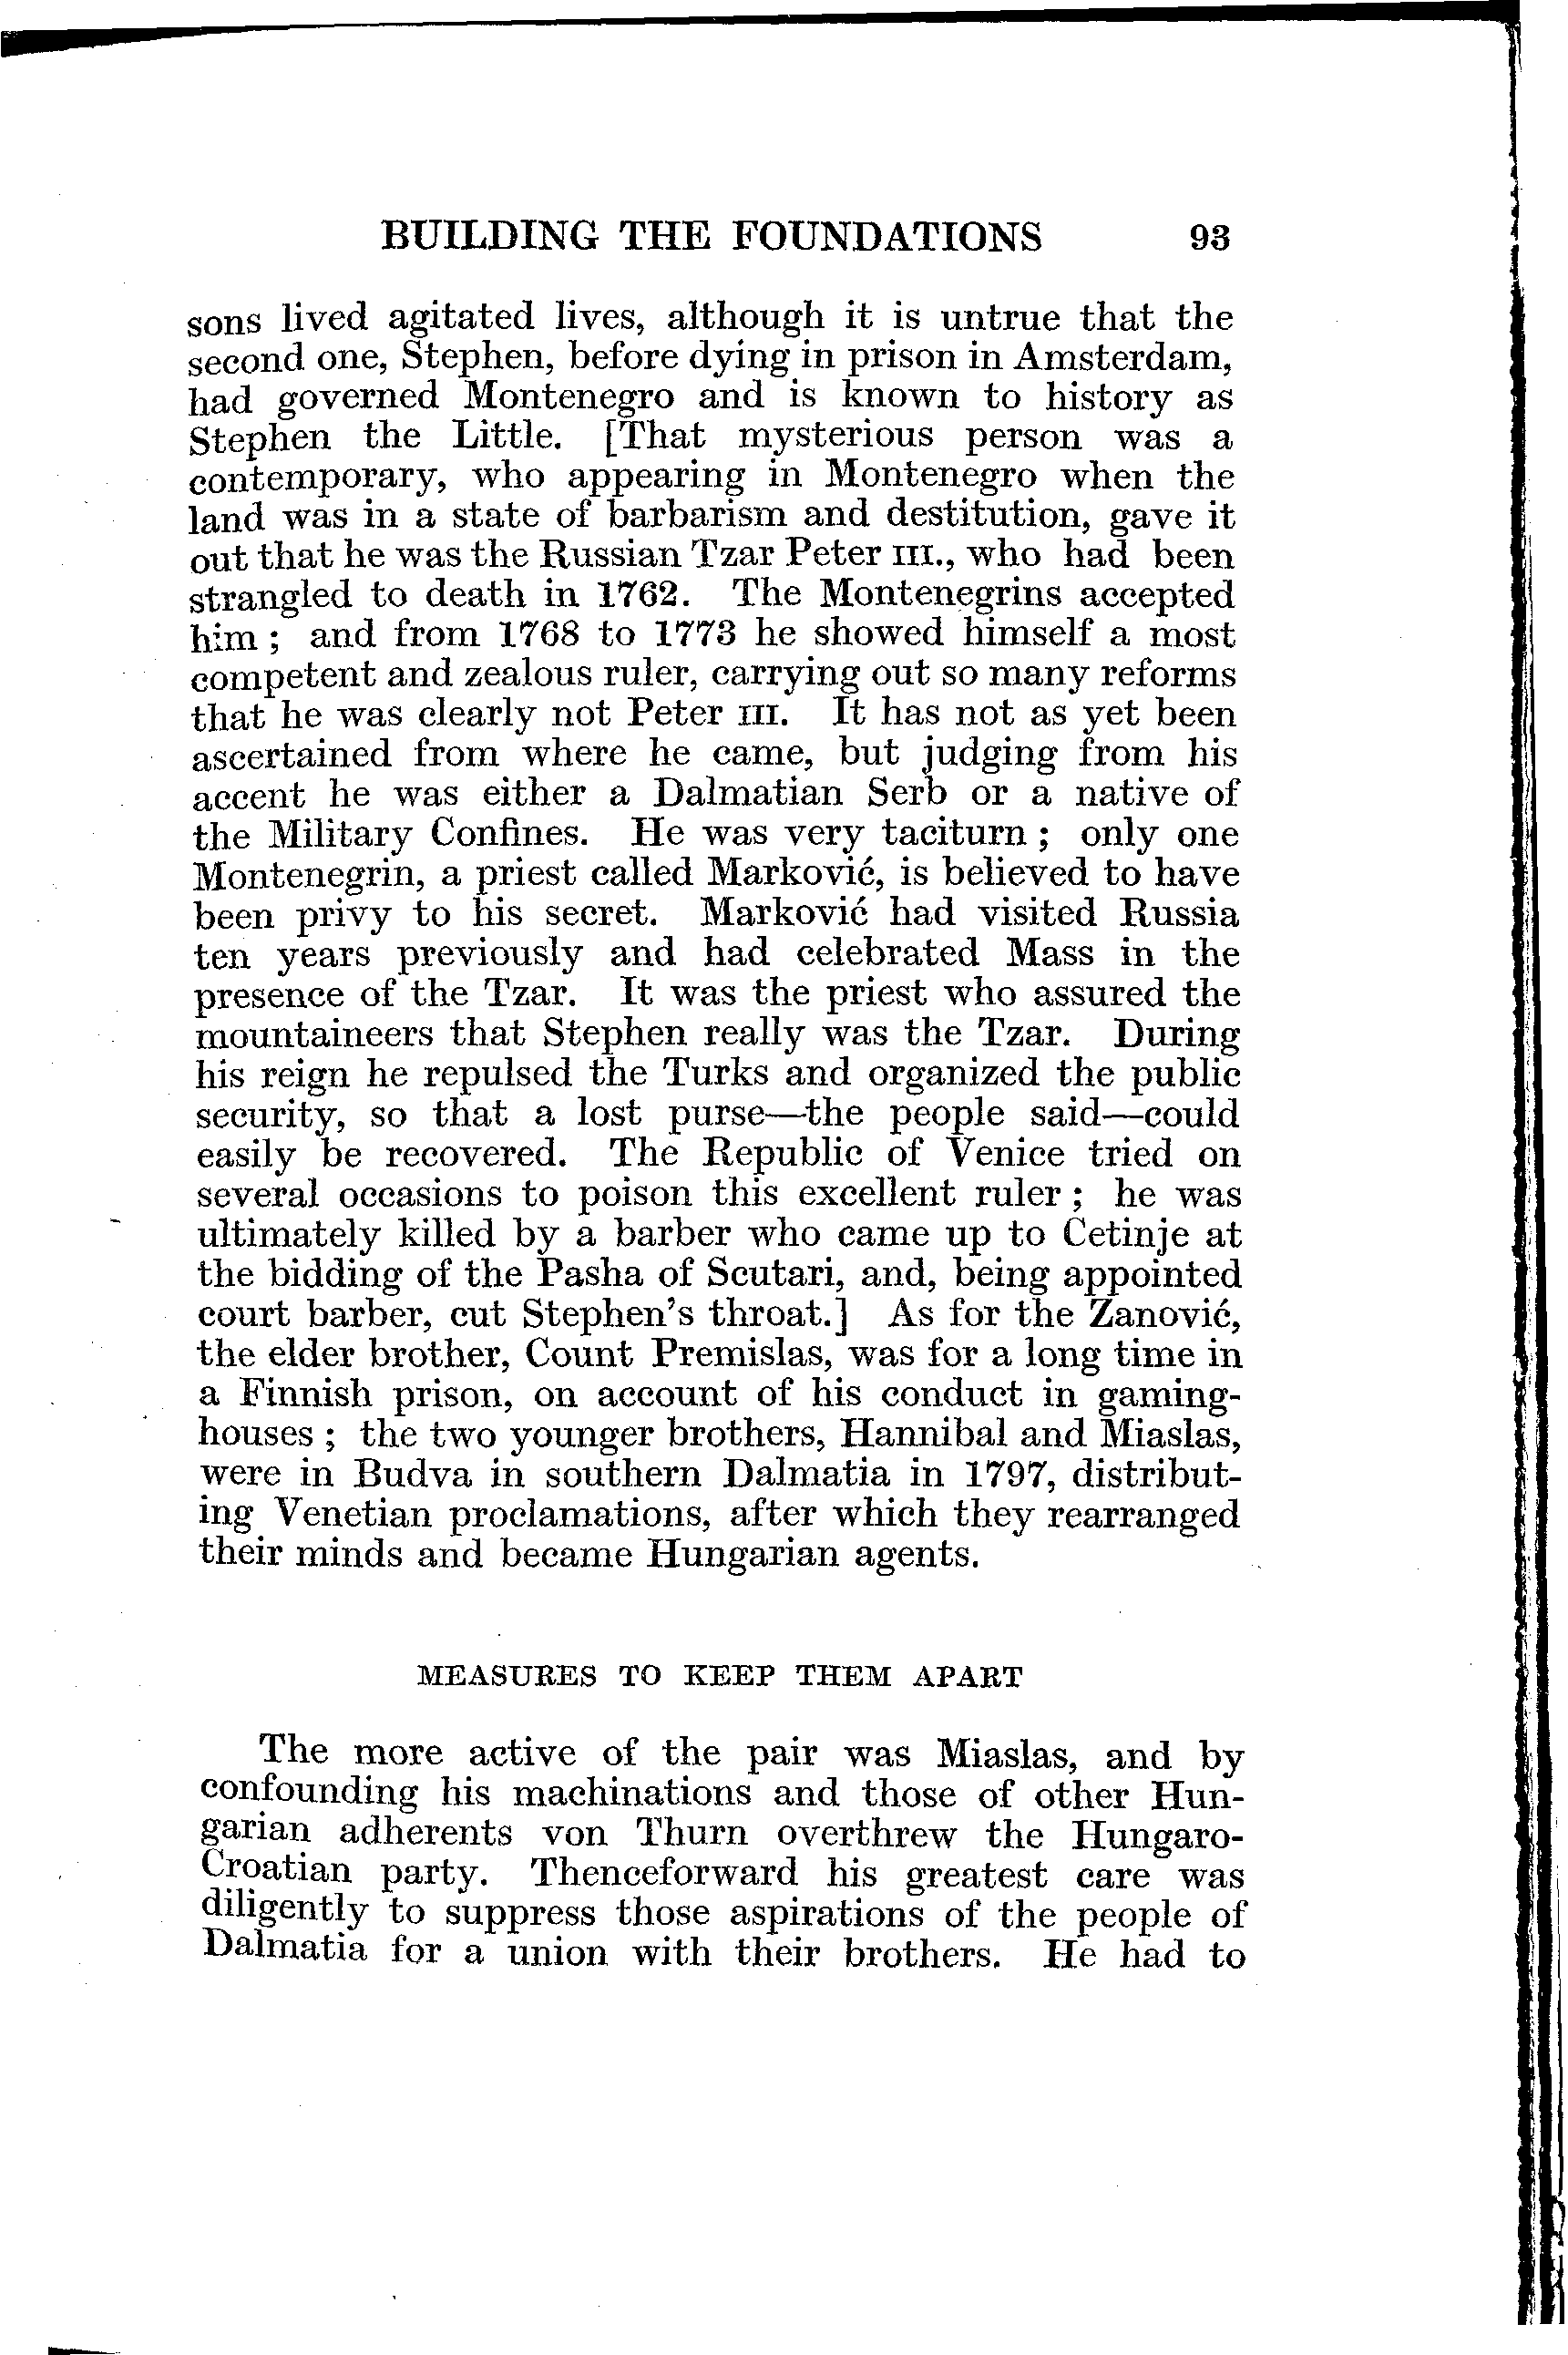 BUILDING THE FOUNDATIONS 93
sons lived agitated lives, although it is untrue that the
second one, Stephen, before dying in prison in Amsterdam,
had governed Montenegro and is known to history as
Stephen the Little. [That mysterious person was a
contemporary, who appearing in Montenegro when the
land was in a state of barbarism and destitution, gave it
out that he was the Russian Tzar Peter III., who had been
strangled to death in 1762. The Montenegrins accepted
him ; and from 1768 to 1773 he showed himself a most
competent and zealous ruler, carrying out so many reforms
that he was clearly not Peter III. It has not as yet been
ascertained from where he came, but judging from his
accent he was either a Dalmatian Serb or a native of
the Military Confines. He was very taciturn ; only one
Montenegrin, a priest called Marković, is believed to have
been privy to his secret. Marković had visited Russia
ten years previously and had celebrated Mass in the
presence of the Tzar. It was the priest who assured the
mountaineers that Stephen really was the Tzar. During
his reign he repulsed the Turks and organized the public
security, so that a lost purse—the people said—could
easily be recovered. The Republic of Venice tried on
several occasions to poison this excellent ruler ; he was
ultimately killed by a barber who came up to Cetinje at
the bidding of the Pasha of Scutari, and, being appointed
court barber, cut Stephen's throat.] As for the Zanović,
the elder brother, Count Premislas, was for a long time in
a Finnish prison, on account of his conduct in gaming-
houses ; the two younger brothers, Hannibal and Miaslas,
were in Budva in southern Dalmatia in 1797, distribut-
ing Venetian proclamations, after which they rearranged
their minds and became Hungarian agents.
MEASURES TO KEEP THEM APART
The more active of the pair was Miaslas, and by
confounding his machinations and those of other Hun-
garian adherents von Thurn overthrew the Hungaro-
Croatian party. Thenceforward his greatest care was
diligently to suppress those aspirations of the people of
Dalmatia for a union with their brothers. He had to